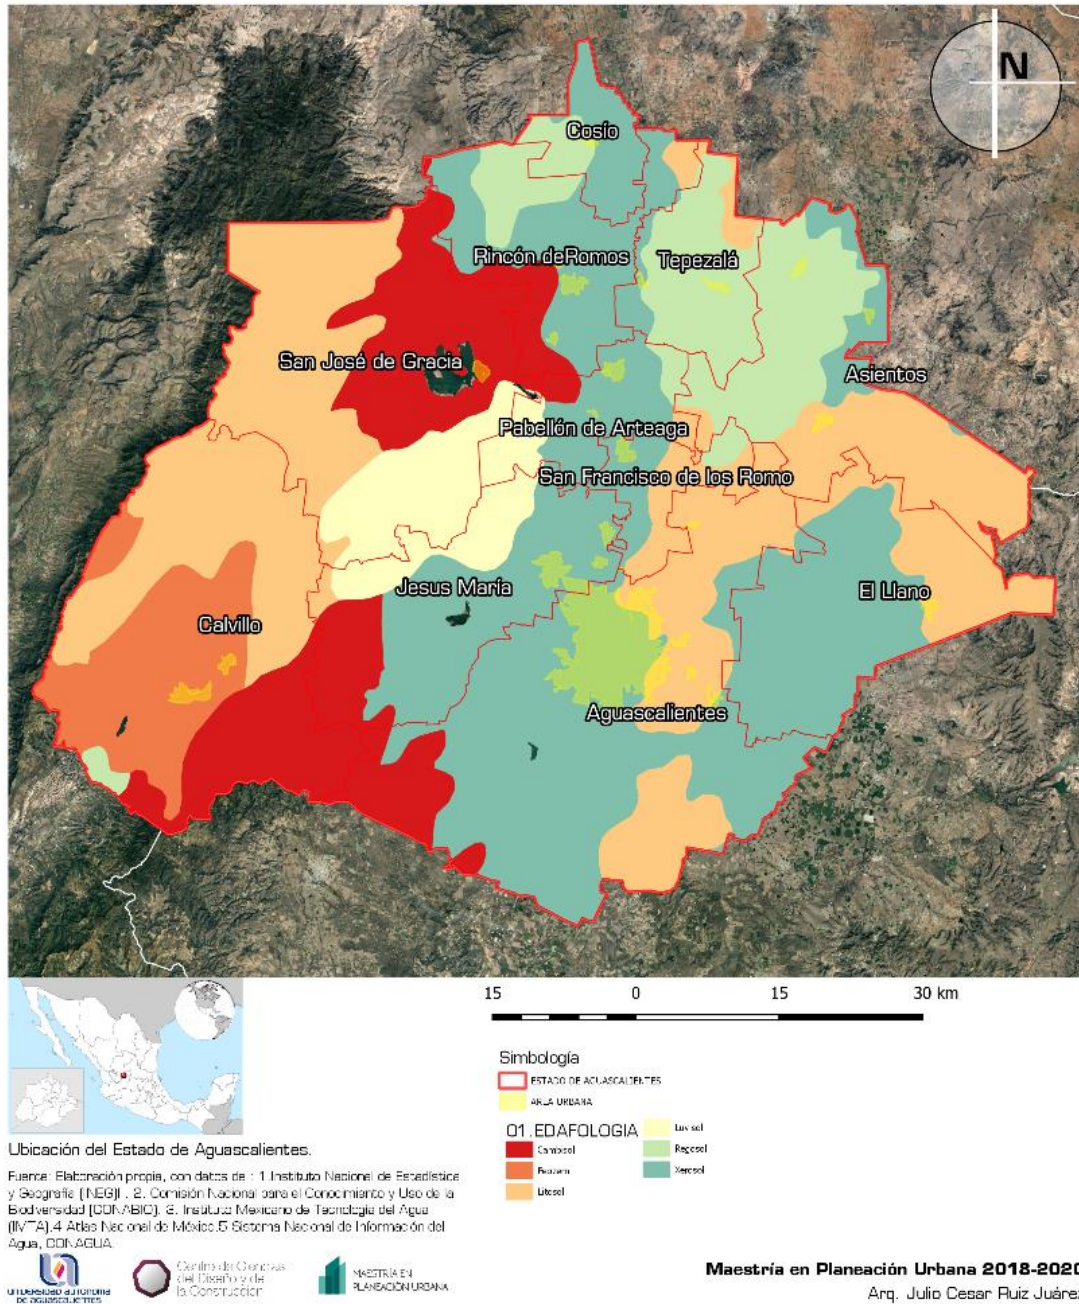 N
Cosío
Rincón deRomos
Tepezalá
San José de Gracia
Asientos
Pabellón de Arteaga
San Francisco de los Romo
Jesus María
El Llano
Calvillo
Aguascalientes
15 0 15 30 km
Simbología
ESTADO DE AGUASCALIENTES
AREA URBANA
01.EDAFOLOGIA
Cambisol
Feozem
Litosol
Luvisol
Regosol
Xerosol
Ubicación del Estado de Aguascalientes.
Fuente: Elaboración propia, con datos de : 1.Instituto Nacional de Estadística
y Geografía (INEGI) . 2. Comisión Nacional para el Conocimiento y Uso de la
Biodiversidad (CONABIO). 3. Instituto Mexicano de Tecnología del Agua
(IMTA).4 Atlas Nacional de México.5 Sistema Nacional de Información del
Agua, CONAGUA.
UNIVERSIDAD AUTONOMA
DE AGUASCALIENTES
Centro de Ciencias
del Diseño y de
la Construcción
MAESTRÍA EN
PLANEACIÓN URBANA
Maestría en Planeación Urbana 2018-2020
Arq. Julio Cesar Ruiz Juárez